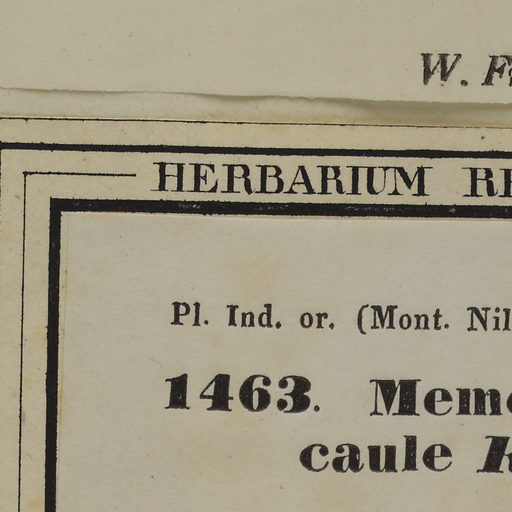 W. F
HERBARIUM R
Pl. Ind. or. (Mont. Nil
1463. Mem
caule